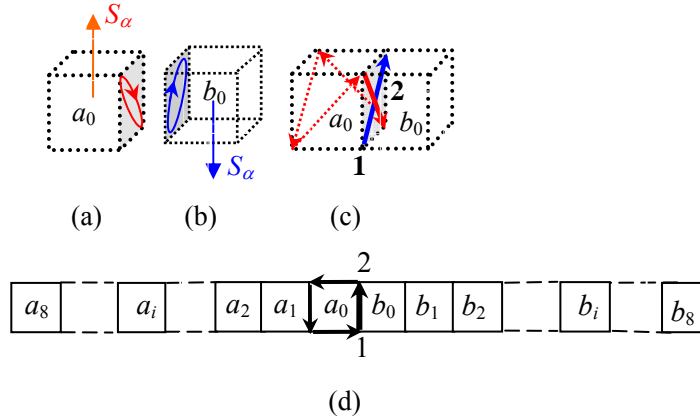 Sα
a0
b0
Sα
2
a0
b0
1
(a) (b) (c)
2
a8 ai a2 a1 a0 b0 b1 b2 bi b8
1
(d)